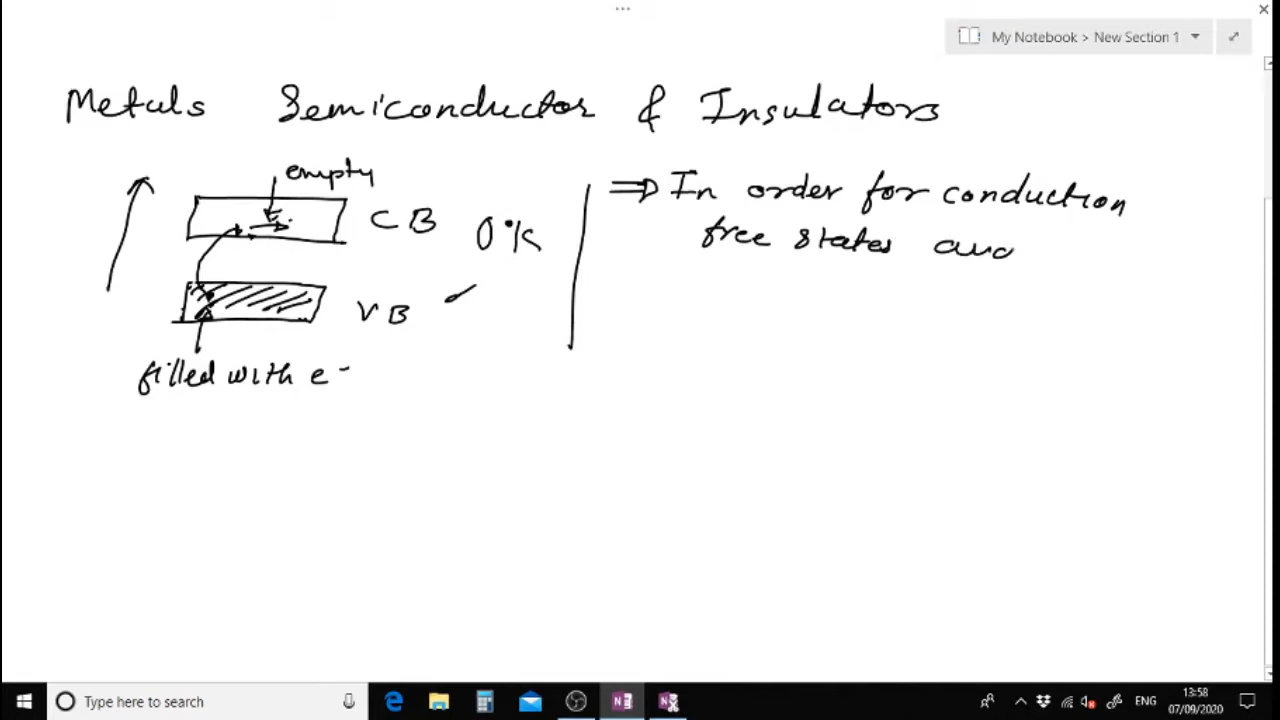 My Notebook > New Section 1
Metals Semiconductor & Insulators
empty
CB
0°K
VB
filled with e -
⇒ In order for conduction
free states
Type here to search
ENG
13:58
07/09/2020